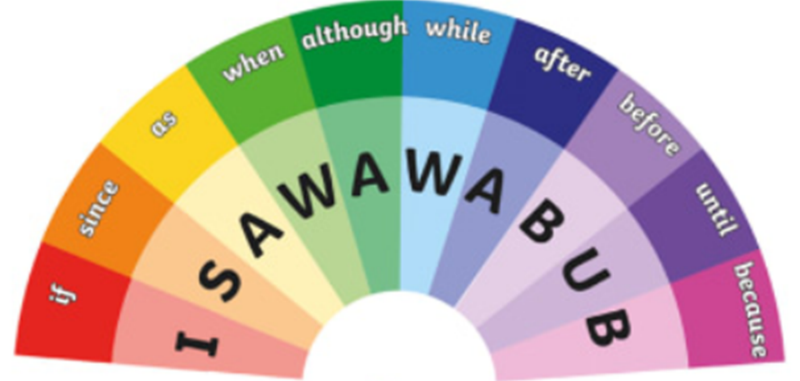 if since as when although while after before until because
I S A W A W A B U B